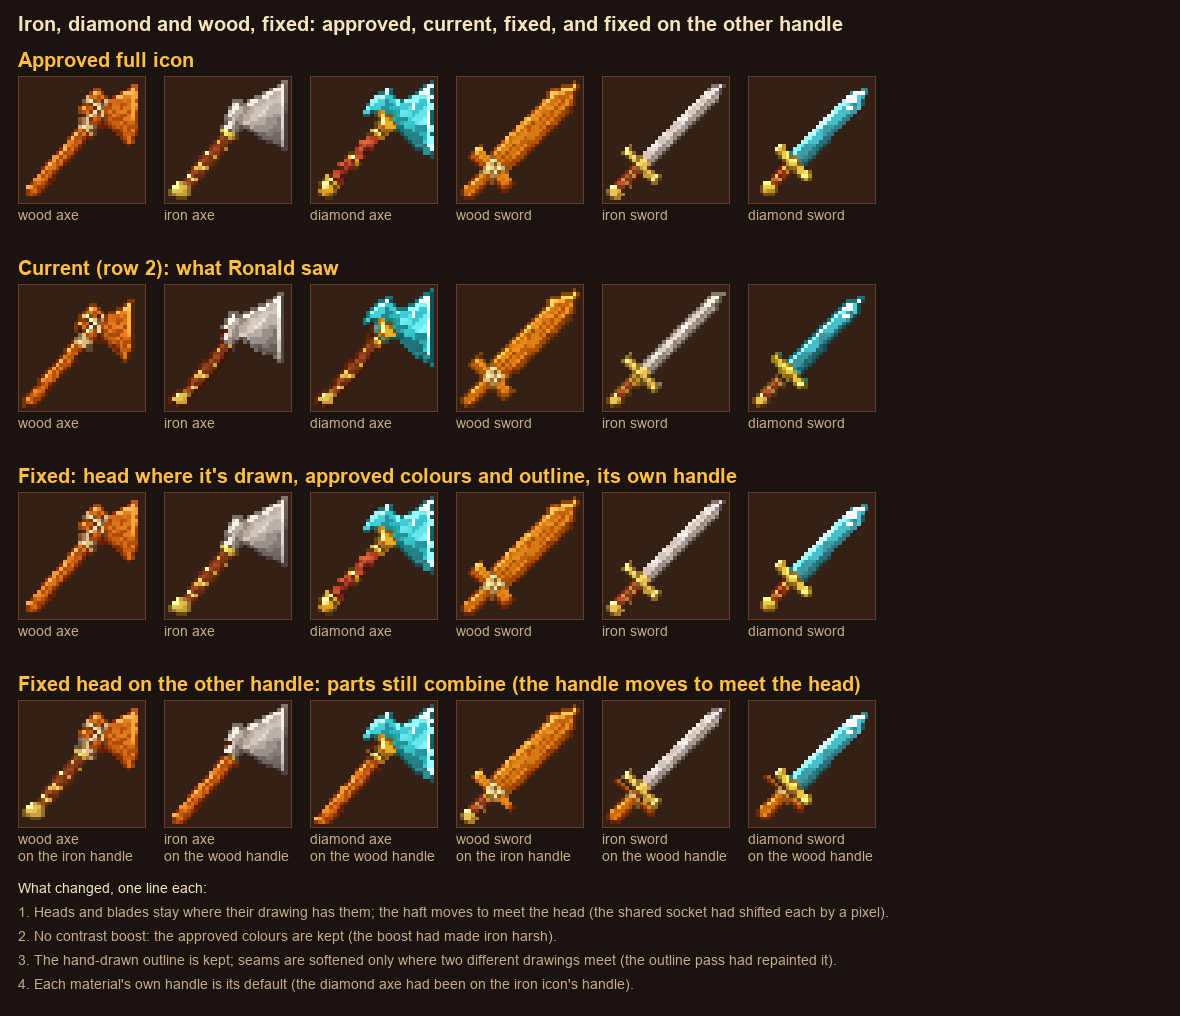 Iron, diamond and wood, fixed: approved, current, fixed, and fixed on the other handle
Approved full icon
wood axe iron axe diamond axe wood sword iron sword diamond sword
Current (row 2): what Ronald saw
wood axe iron axe diamond axe wood sword iron sword diamond sword
Fixed: head where it's drawn, approved colours and outline, its own handle
wood axe iron axe diamond axe wood sword iron sword diamond sword
Fixed head on the other handle: parts still combine (the handle moves to meet the head)
wood axe iron axe diamond axe wood sword iron sword diamond sword
on the iron handle on the wood handle on the wood handle on the iron handle on the wood handle on the wood handle
What changed, one line each:
1. Heads and blades stay where their drawing has them; the haft moves to meet the head (the shared socket had shifted each by a pixel).
2. No contrast boost: the approved colours are kept (the boost had made iron harsh).
3. The hand-drawn outline is kept; seams are softened only where two different drawings meet (the outline pass had repainted it).
4. Each material's own handle is its default (the diamond axe had been on the iron icon's handle).